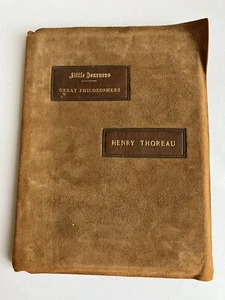 Little Journeys
GREAT PHILOSOPHERS
HENRY THOREAU